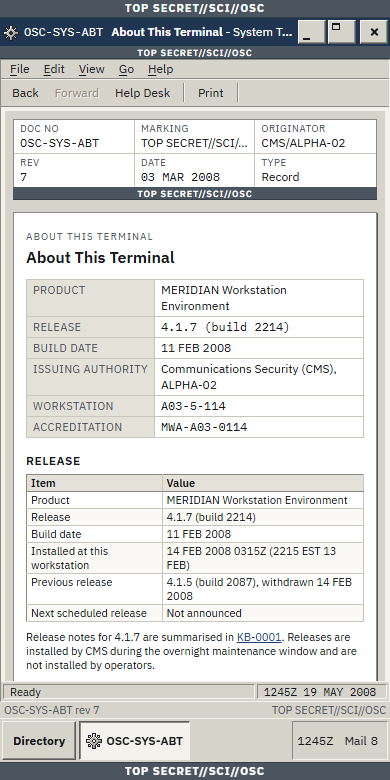 TOP SECRET//SCI//OSC
OSC-SYS-ABT About This Terminal - System T...
TOP SECRET//SCI//OSC
File Edit View Go Help
Back Forward Help Desk Print
DOC NO MARKING ORIGINATOR
OSC-SYS-ABT TOP SECRET//SCI/... CMS/ALPHA-02
REV DATE TYPE
7 03 MAR 2008 Record
TOP SECRET//SCI//OSC
ABOUT THIS TERMINAL
About This Terminal
PRODUCT MERIDIAN Workstation
Environment
RELEASE 4.1.7 (build 2214)
BUILD DATE 11 FEB 2008
ISSUING AUTHORITY Communications Security (CMS),
ALPHA-02
WORKSTATION A03-5-114
ACCREDITATION MWA-A03-0114
RELEASE
Item Value
Product MERIDIAN Workstation Environment
Release 4.1.7 (build 2214)
Build date 11 FEB 2008
Installed at this 14 FEB 2008 0315Z (2215 EST 13
workstation FEB)
Previous release 4.1.5 (build 2087), withdrawn 14 FEB
2008
Next scheduled release Not announced
Release notes for 4.1.7 are summarised in KB-0001. Releases are
installed by CMS during the overnight maintenance window and are
not installed by operators.
Ready 1245Z 19 MAY 2008
OSC-SYS-ABT rev 7 TOP SECRET//SCI//OSC
Directory OSC-SYS-ABT 1245Z Mail 8
TOP SECRET//SCI//OSC